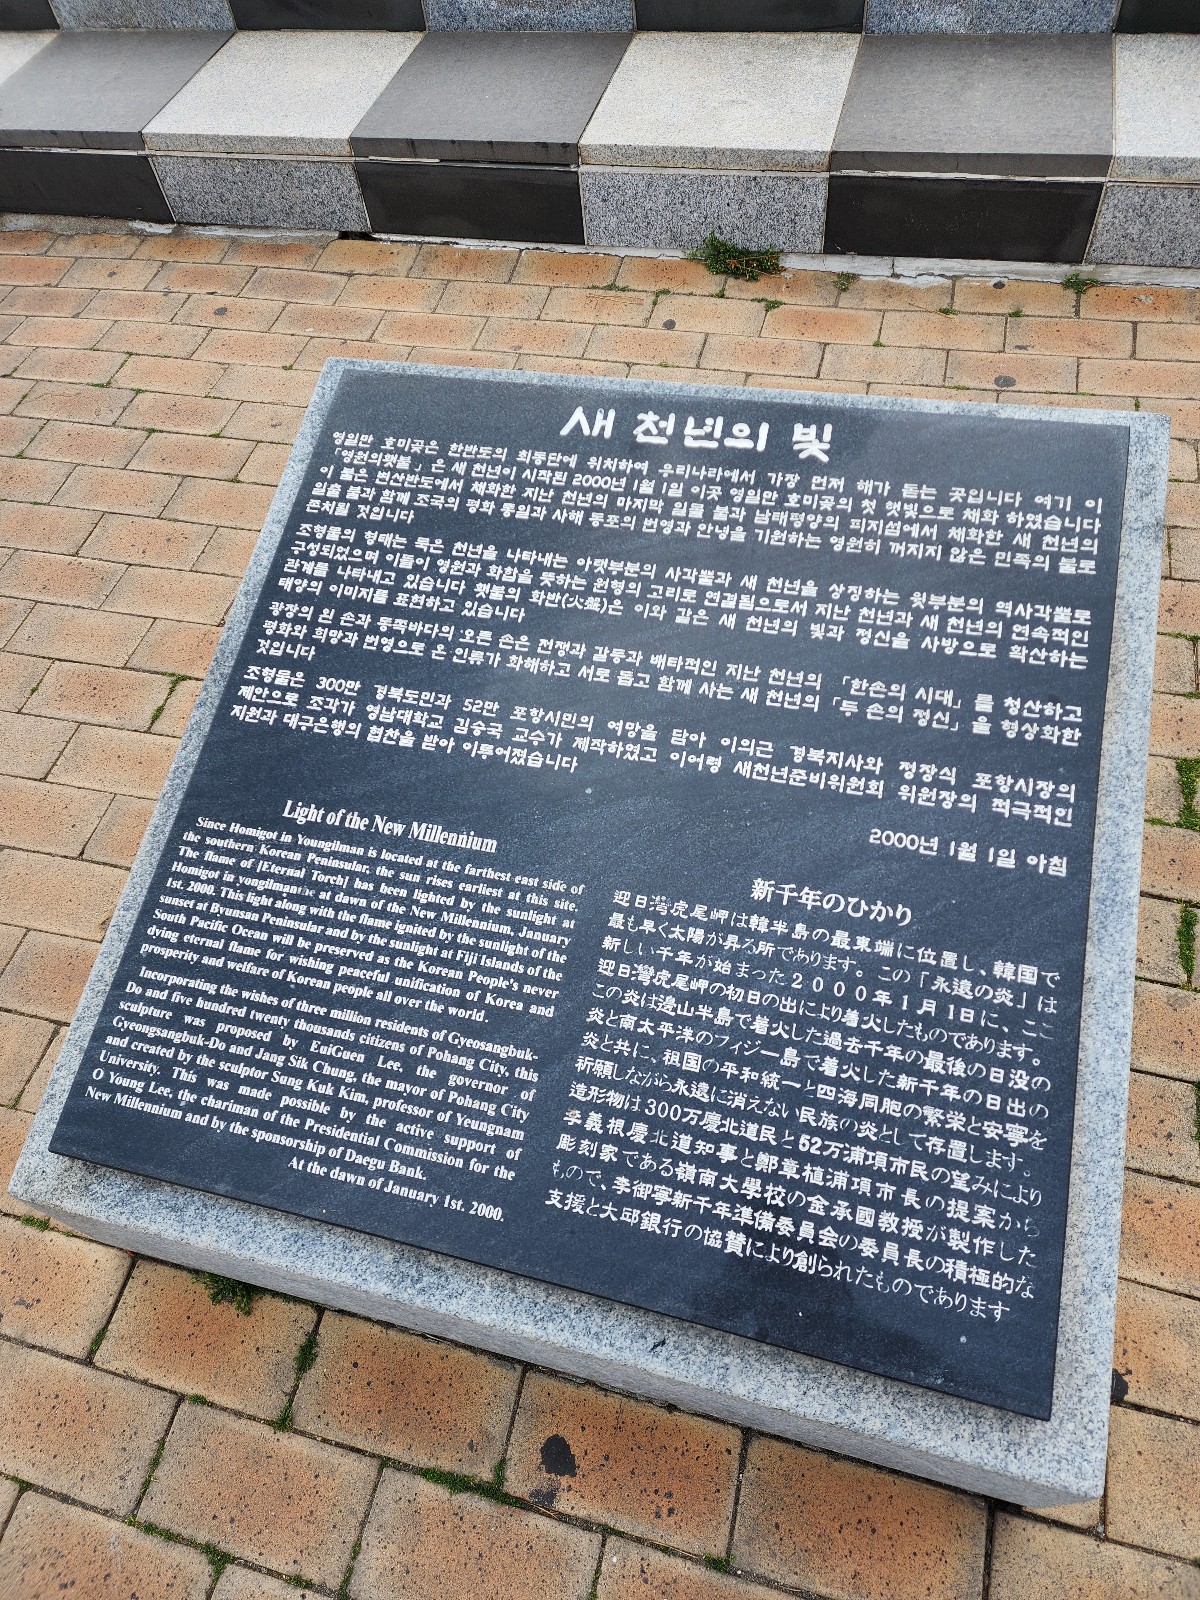 새 천년의 빛
영일만 호미곶은 한반도의 최동단에 위치하여 우리나라에서 가장 먼저 해가 돋는 곳입니다 여기 이
「영원의햇불」은 새 천년이 시작된 2000년 1월 1일 이곳 영일만 호미곶의 첫 햇빛으로 채화 하였습니다
이 불은 변산반도에서 채화한 지난 천년의 마지막 일몰 불과 남태평양의 피지섬에서 채화한 새 천년의
일출 불과 함께 조국의 평화 통일과 사해 동포의 번영과 안녕을 기원하는 영원히 꺼지지 않은 민족의 불로
존치될 것입니다
조형물의 형태는 묵은 천년을 나타내는 아랫부분의 사각뿔과 새 천년을 상징하는 윗부분의 역사각뿔로
구성되었으며 이들이 영원과 화합을 뜻하는 원형의 고리로 연결됨으로서 지난 천년과 새 천년의 연속적인
관계를 나타내고 있습니다 횃불의 화반(火盤)은 이와 같은 새 천년의 빛과 정신을 사방으로 확산하는
태양의 이미지를 표현하고 있습니다
광장의 왼 손과 동쪽바다의 오른 손은 전쟁과 갈등과 배타적인 지난 천년의 「한손의 시대」를 청산하고
평화와 희망과 번영으로 온 인류가 화해하고 서로 돕고 함께 사는 새 천년의 「두 손의 정신」을 형상화한
것입니다
조형물은 300만 경북도민과 52만 포항시민의 여망을 담아 이의근 경북지사와 정장식 포항시장의
제안으로 조각가 영남대학교 김승국 교수가 제작하였고 이어령 새천년준비위원회 위원장의 적극적인
지원과 대구은행의 협찬을 받아 이루어졌습니다
2000년 1월 1일 아침
Light of the New Millennium
Since Homigot in Youngilman is located at the farthest east side of
the southern Korean Peninsular, the sun rises earliest at this site.
The flame of [Eternal Torch] has been lighted by the sunlight at
Homigot in yongilmanthe at dawn of the New Millennium, January
1st. 2000. This light along with the flame ignited by the sunlight of the
sunset at Byunsan Peninsular and by the sunlight at Fiji Islands of the
South Pacific Ocean will be preserved as the Korean People's never
dying eternal flame for wishing peaceful unification of Korea and
prosperity and welfare of Korean people all over the world.
Incorporating the wishes of three million residents of Gyeosangbuk-
Do and five hundred twenty thousands citizens of Pohang City, this
sculpture was proposed by EuiGuen Lee, the governor of
Gyeongsangbuk-Do and Jang Sik Chung, the mayor of Pohang City
and created by the sculptor Sung Kuk Kim, professor of Yeungnam
University. This was made possible by the active support of
O Young Lee, the chariman of the Presidential Commission for the
New Millennium and by the sponsorship of Daegu Bank.
At the dawn of January 1st. 2000.
新千年のひかり
迎日灣虎尾岬は韓半島の最東端に位置し、韓国で
最も早く太陽が昇る所であります。この「永遠の炎」は
新しい千年が始まった２０００年１月１日に、ここ
迎日灣虎尾岬の初日の出により着火したものであります。
この炎は邊山半島で着火した過去千年の最後の日没の
炎と南太平洋のフィジー島で着火した新千年の日出の
炎と共に、祖国の平和統一と四海同胞の繁栄と安寧を
祈願しながら永遠に消えない民族の炎として存置します。
造形物は300万慶北道民と52万浦項市民の望みにより
李義根慶北道知事と鄭章植浦項市長の提案から
彫刻家である嶺南大學校の金承國教授が製作した
もので、李御寧新千年準備委員会の委員長の積極的な
支援と大邱銀行の協賛により創られたものであります